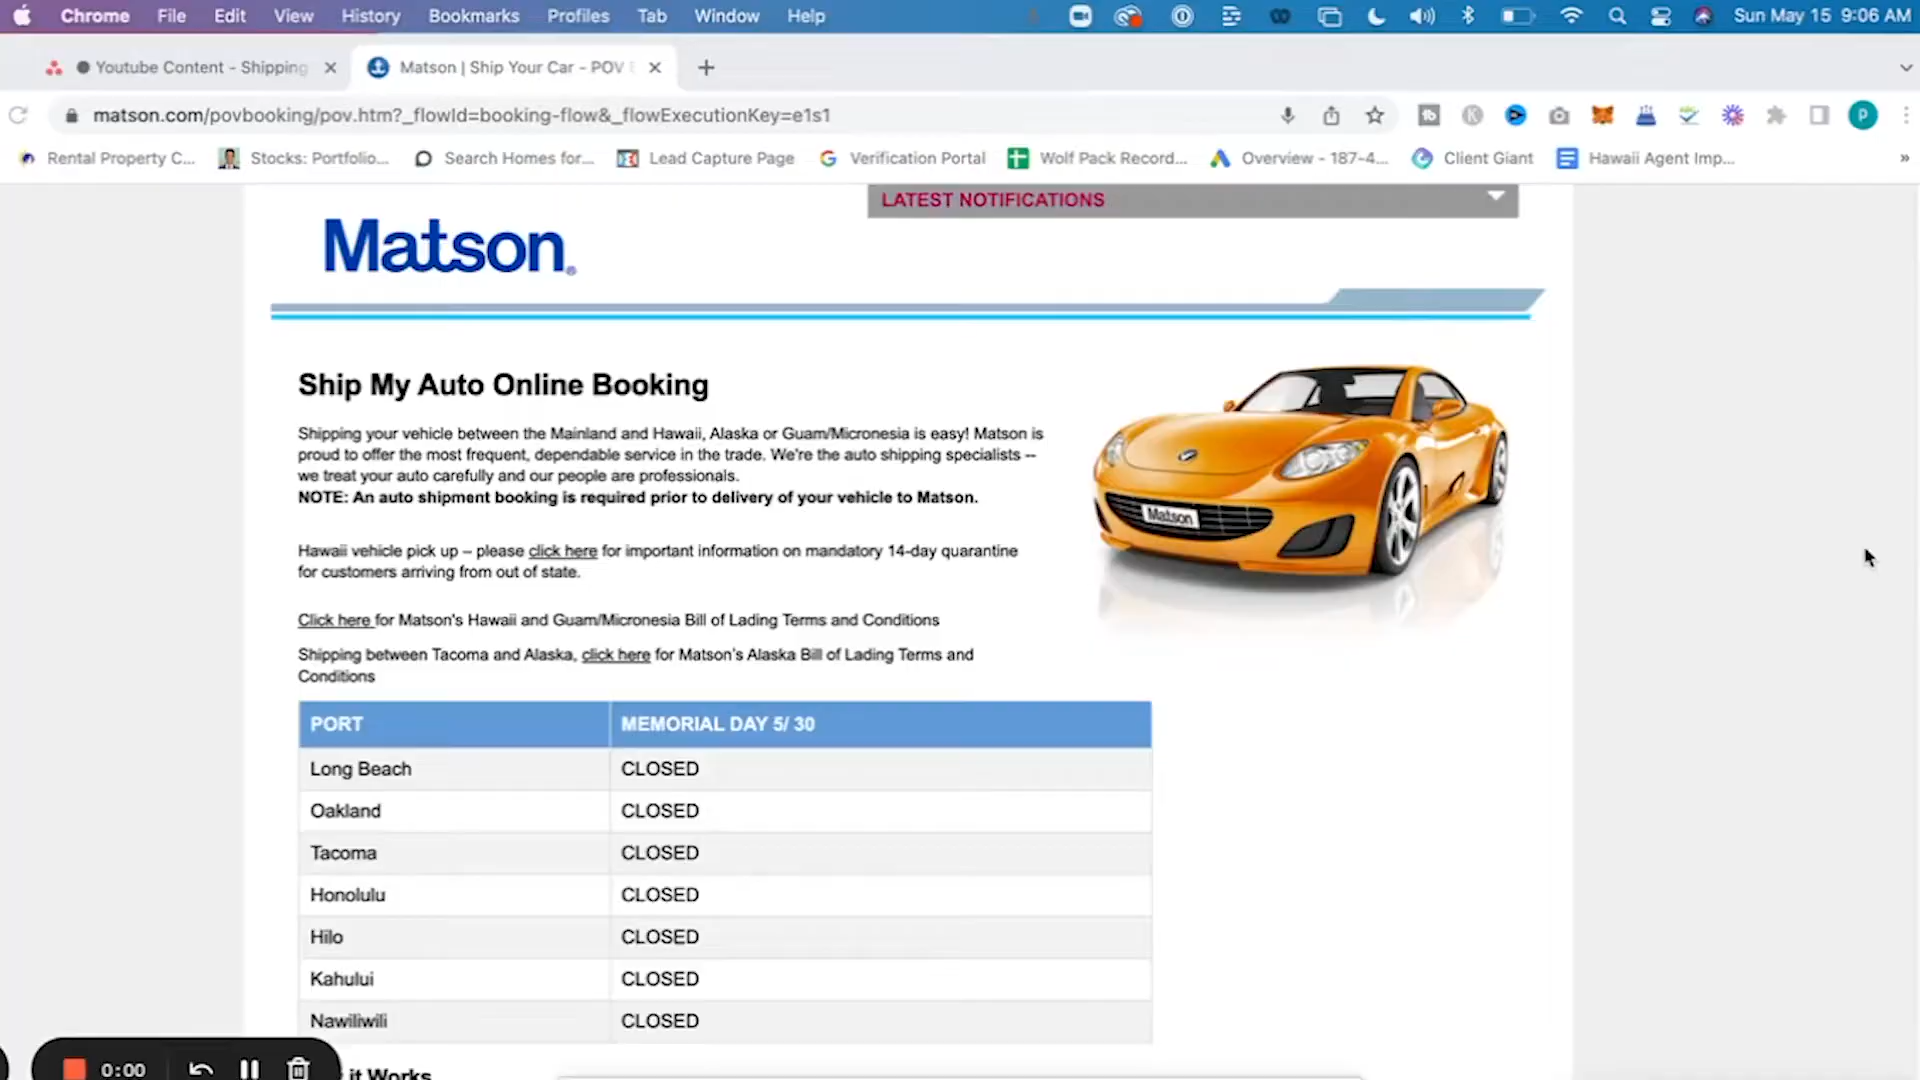 Chrome File Edit View History Bookmarks Profiles Tab Window Help Sun May 15 9:06 AM
Youtube Content - Shipping Matson | Ship Your Car - POV
matson.com/povbooking/pov.htm?_flowId=booking-flow&_flowExecutionKey=e1s1
Rental Property C... Stocks: Portfolio... Search Homes for... Lead Capture Page Verification Portal Wolf Pack Record... Overview - 187-4... Client Giant Hawaii Agent Imp... »
LATEST NOTIFICATIONS
Matson®
Ship My Auto Online Booking
Shipping your vehicle between the Mainland and Hawaii, Alaska or Guam/Micronesia is easy! Matson is
proud to offer the most frequent, dependable service in the trade. We're the auto shipping specialists --
we treat your auto carefully and our people are professionals.
NOTE: An auto shipment booking is required prior to delivery of your vehicle to Matson.
Matson
Hawaii vehicle pick up – please click here for important information on mandatory 14-day quarantine
for customers arriving from out of state.
Click here for Matson's Hawaii and Guam/Micronesia Bill of Lading Terms and Conditions
Shipping between Tacoma and Alaska, click here for Matson's Alaska Bill of Lading Terms and
Conditions
PORT MEMORIAL DAY 5/ 30
Long Beach CLOSED
Oakland CLOSED
Tacoma CLOSED
Honolulu CLOSED
Hilo CLOSED
Kahului CLOSED
Nawiliwili CLOSED
0:00
it Works